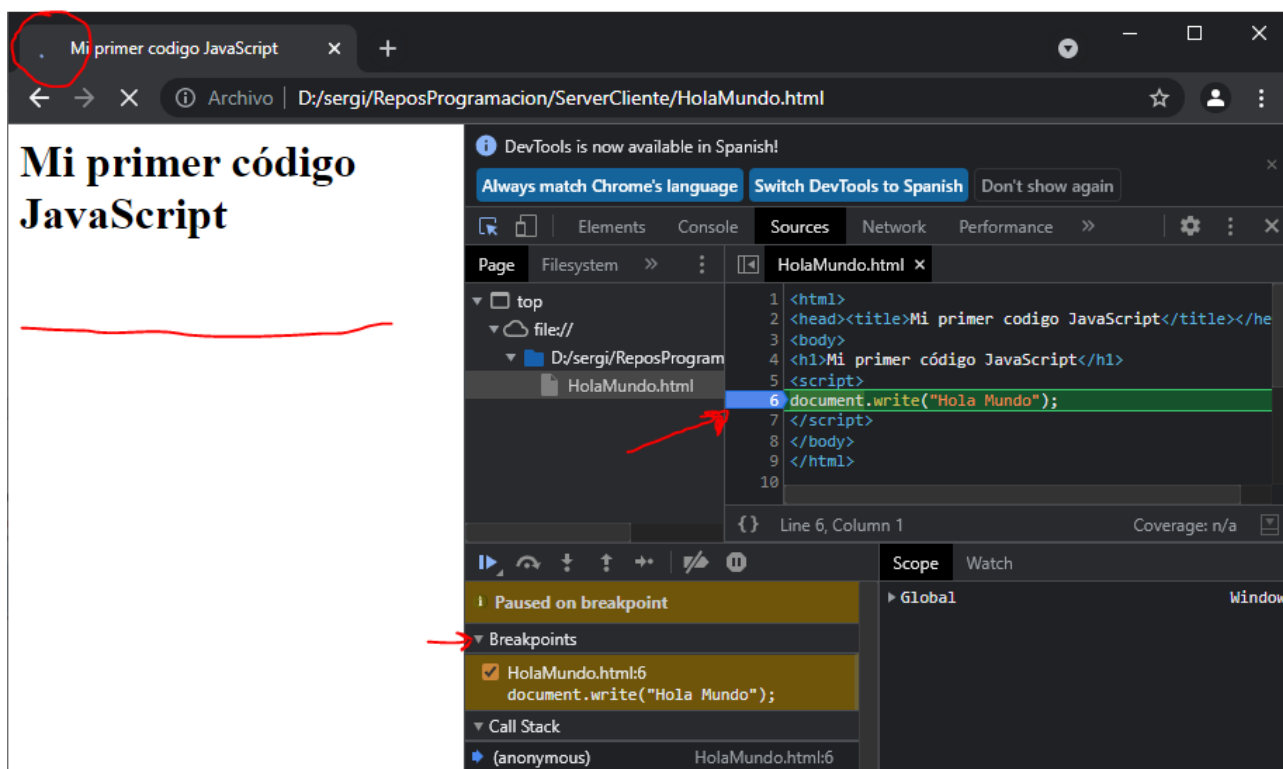 Mi primer codigo JavaScript
Archivo D:/sergi/ReposProgramacion/ServerCliente/HolaMundo.html
Mi primer código
JavaScript
DevTools is now available in Spanish!
Always match Chrome's language Switch DevTools to Spanish Don't show again
Elements Console Sources Network Performance »
Page Filesystem » HolaMundo.html ×
top
file://
D:/sergi/ReposProgram
HolaMundo.html
1 <html>
2 <head><title>Mi primer codigo JavaScript</title></he
3 <body>
4 <h1>Mi primer código JavaScript</h1>
5 <script>
6 document.write("Hola Mundo");
7 </script>
8 </body>
9 </html>
10
{} Line 6, Column 1 Coverage: n/a
Scope Watch
Paused on breakpoint
Global Window
Breakpoints
HolaMundo.html:6
document.write("Hola Mundo");
Call Stack
(anonymous) HolaMundo.html:6